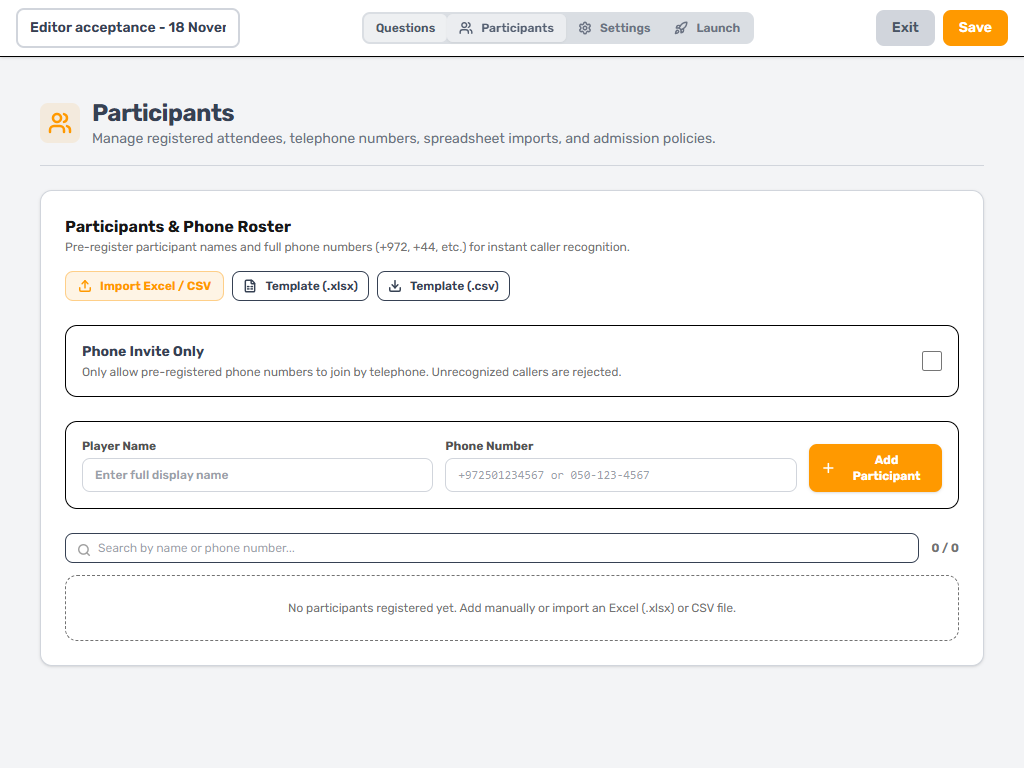 Editor acceptance - 18 Nover
Questions
Participants
Settings
Launch
Exit
Save
Participants
Manage registered attendees, telephone numbers, spreadsheet imports, and admission policies.
Participants & Phone Roster
Pre-register participant names and full phone numbers (+972, +44, etc.) for instant caller recognition.
Import Excel / CSV
Template (.xlsx)
Template (.csv)
Phone Invite Only
Only allow pre-registered phone numbers to join by telephone. Unrecognized callers are rejected.
Player Name
Phone Number
Enter full display name
+972501234567 or 050-123-4567
Add
Participant
Search by name or phone number...
0 / 0
No participants registered yet. Add manually or import an Excel (.xlsx) or CSV file.